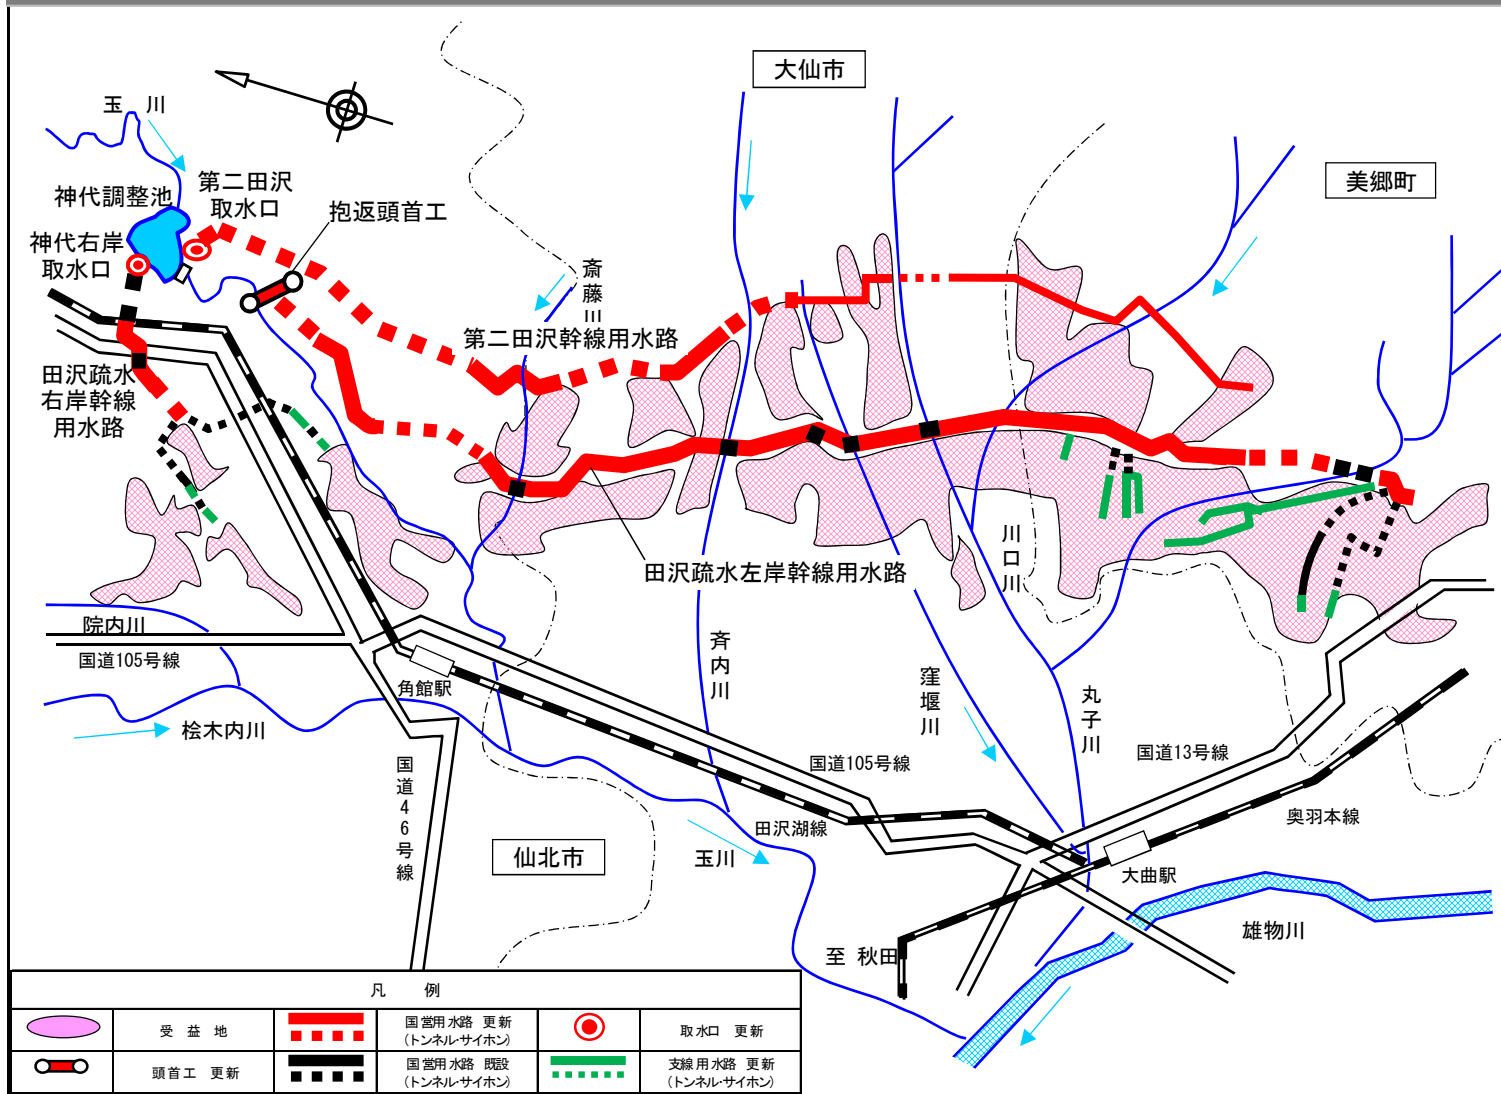 大仙市
玉 川
美郷町
神代調整池
第二田沢
取水口
抱返頭首工
神代右岸
取水口
斎藤川
第二田沢幹線用水路
田沢疏水
右岸幹線
用水路
田沢疏水左岸幹線用水路
川口川
院内川
国道105号線
角館駅
斉内川
窪堰川
丸子川
桧木内川
国道46号線
国道105号線
国道13号線
田沢湖線
奥羽本線
仙北市
玉川
大曲駅
至 秋田
雄物川
凡 例
受 益 地
国営用水路 更新
(トンネル・サイホン)
取水口 更新
頭首工 更新
国営用水路 既設
(トンネル・サイホン)
支線用水路 更新
(トンネル・サイホン)